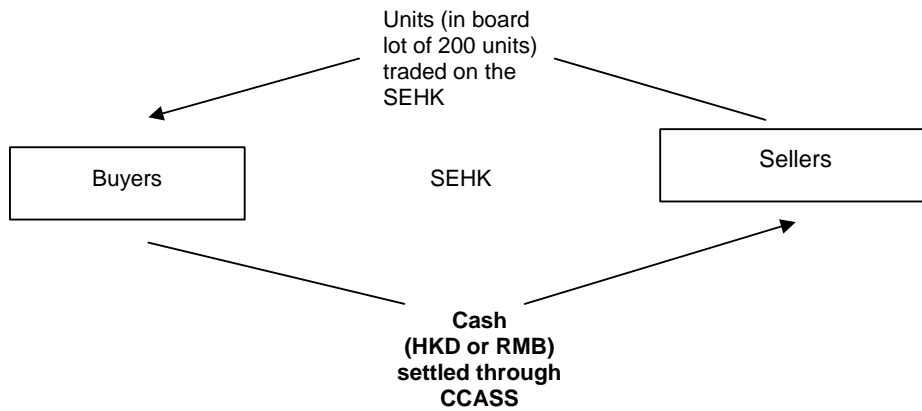 Units (in board
lot of 200 units)
traded on the
SEHK
Buyers
SEHK
Sellers
Cash
(HKD or RMB)
settled through
CCASS